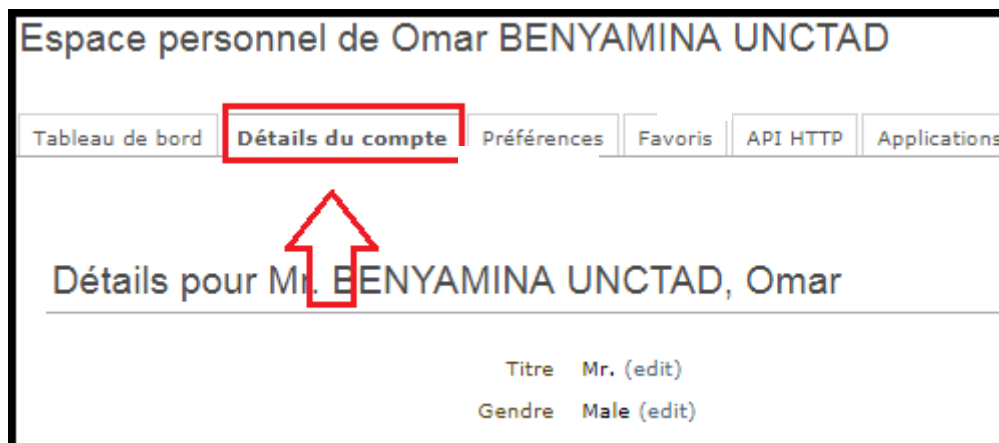 Espace personnel de Omar BENYAMINA UNCTAD
Tableau de bord Détails du compte Préférences Favoris API HTTP Applications
Détails pour Mr. BENYAMINA UNCTAD, Omar
Titre Mr. (edit)
Gendre Male (edit)